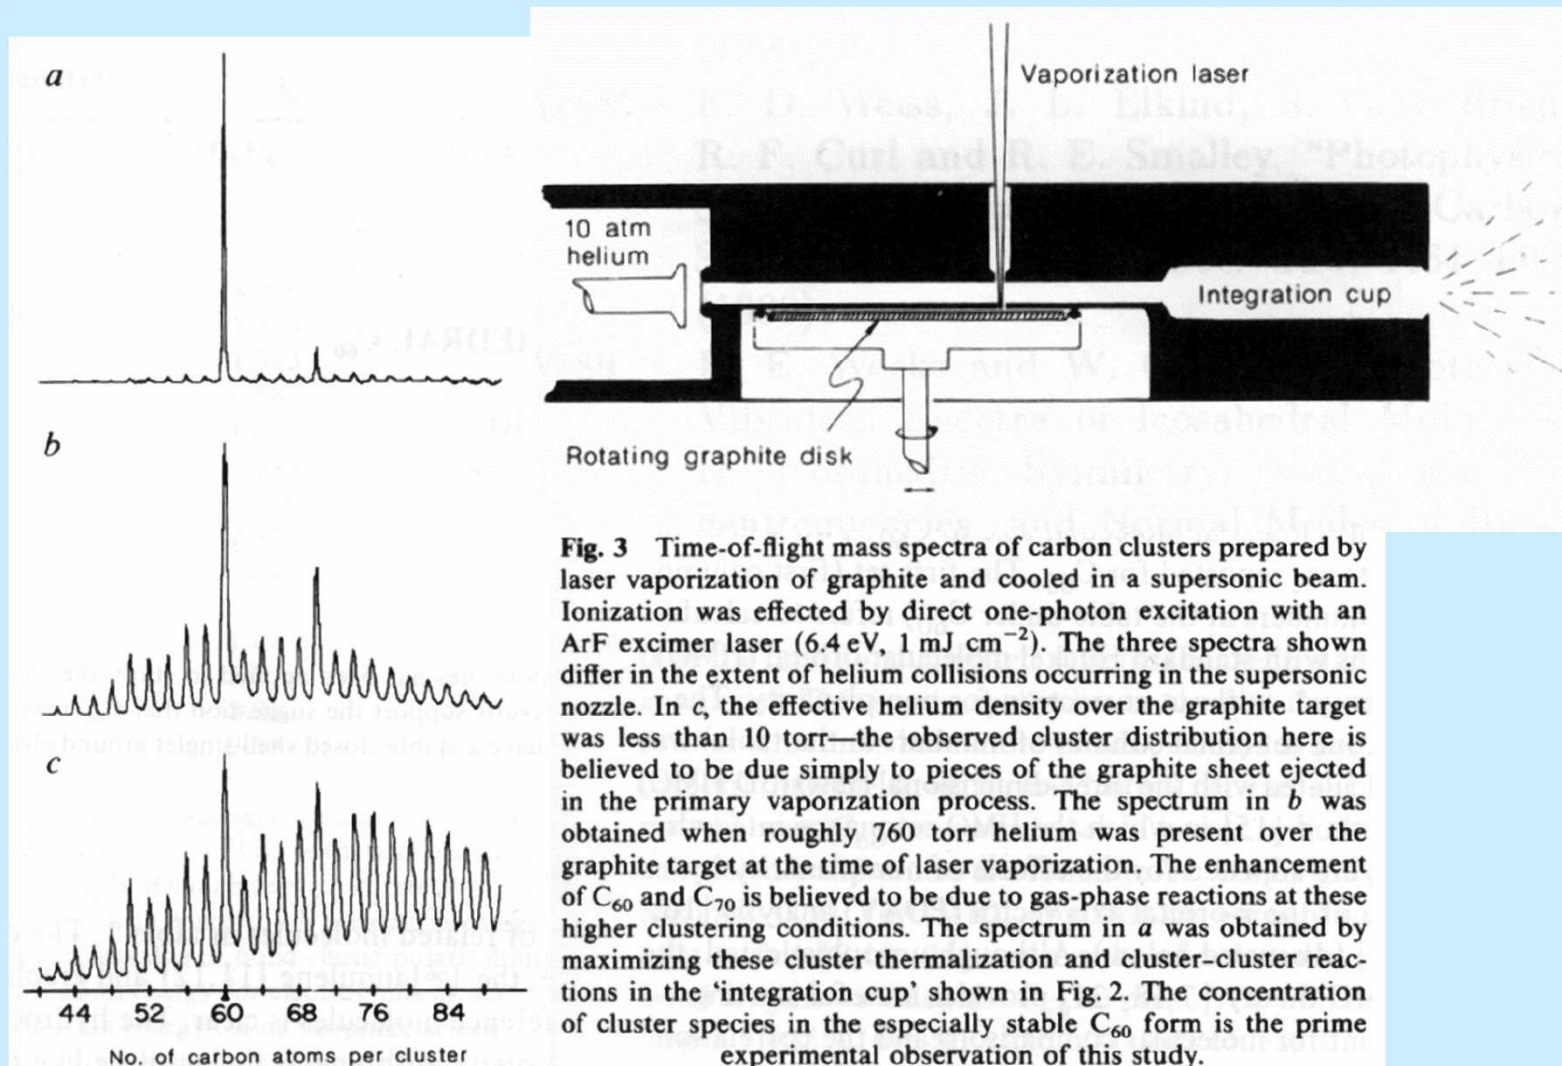 a
b
c
44 52 60 68 76 84
No. of carbon atoms per cluster
Vaporization laser
10 atm
helium
Integration cup
Rotating graphite disk
Fig. 3 Time-of-flight mass spectra of carbon clusters prepared by
laser vaporization of graphite and cooled in a supersonic beam.
Ionization was effected by direct one-photon excitation with an
ArF excimer laser (6.4 eV, 1 mJ cm⁻²). The three spectra shown
differ in the extent of helium collisions occurring in the supersonic
nozzle. In c, the effective helium density over the graphite target
was less than 10 torr—the observed cluster distribution here is
believed to be due simply to pieces of the graphite sheet ejected
in the primary vaporization process. The spectrum in b was
obtained when roughly 760 torr helium was present over the
graphite target at the time of laser vaporization. The enhancement
of C₆₀ and C₇₀ is believed to be due to gas-phase reactions at these
higher clustering conditions. The spectrum in a was obtained by
maximizing these cluster thermalization and cluster-cluster reac-
tions in the 'integration cup' shown in Fig. 2. The concentration
of cluster species in the especially stable C₆₀ form is the prime
experimental observation of this study.